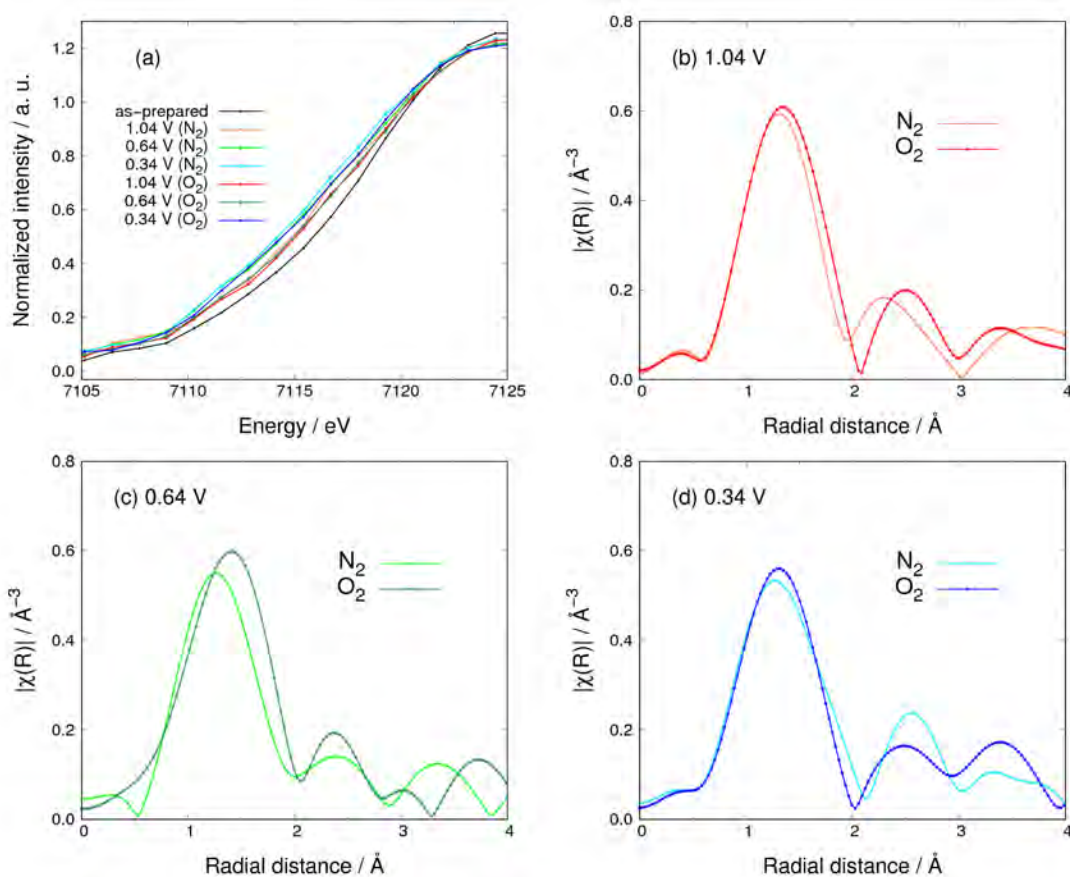 (a)
Normalized intensity / a. u.
1.2
1.0
0.8
0.6
0.4
0.2
0.0
as−prepared
1.04 V (N₂)
0.64 V (N₂)
0.34 V (N₂)
1.04 V (O₂)
0.64 V (O₂)
0.34 V (O₂)
7105 7110 7115 7120 7125
Energy / eV
(b) 1.04 V
|χ(R)| / Å⁻³
0.8
0.6
0.4
0.2
0.0
N₂
O₂
0 1 2 3 4
Radial distance / Å
(c) 0.64 V
|χ(R)| / Å⁻³
0.8
0.6
0.4
0.2
0.0
N₂
O₂
0 1 2 3 4
Radial distance / Å
(d) 0.34 V
|χ(R)| / Å⁻³
0.8
0.6
0.4
0.2
0.0
N₂
O₂
0 1 2 3 4
Radial distance / Å